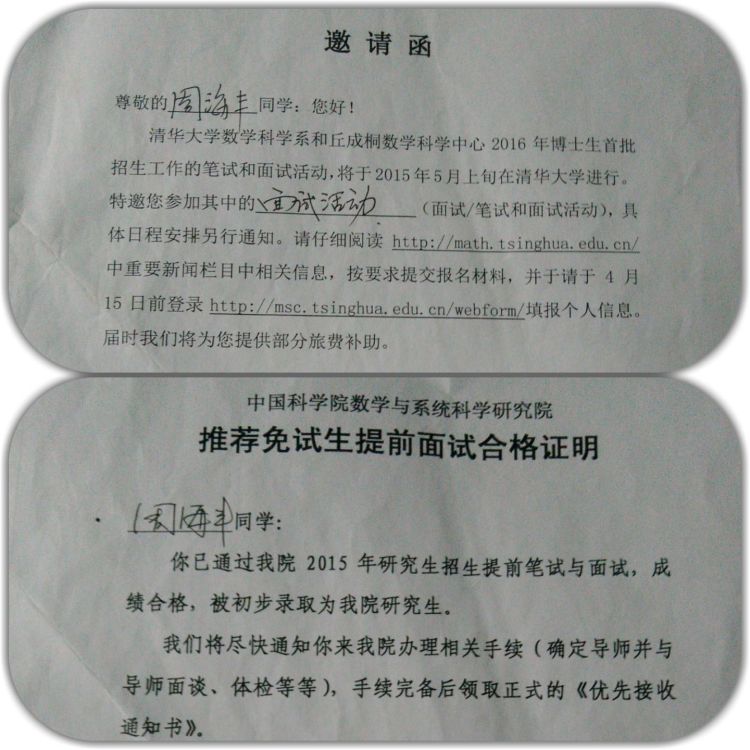 邀请函
尊敬的周海丰同学：您好！
清华大学数学科学系和丘成桐数学科学中心 2016 年博士生首批
招生工作的笔试和面试活动,将于 2015 年 5 月上旬在清华大学进行。
特邀您参加其中的面试活动（面试/笔试和面试活动），具
体日程安排另行通知。请仔细阅读 http://math.tsinghua.edu.cn/
中重要新闻栏目中相关信息，按要求提交报名材料，并于请于 4 月
15 日前登录 http://msc.tsinghua.edu.cn/webform/填报个人信息。
届时我们将为您提供部分旅费补助。
中国科学院数学与系统科学研究院
推荐免试生提前面试合格证明
周海丰同学：
你已通过我院 2015 年研究生招生提前笔试与面试，成
绩合格，被初步录取为我院研究生。
我们将尽快通知你来我院办理相关手续（确定导师并与
导师面谈、体检等等），手续完备后领取正式的《优先接收
通知书》。